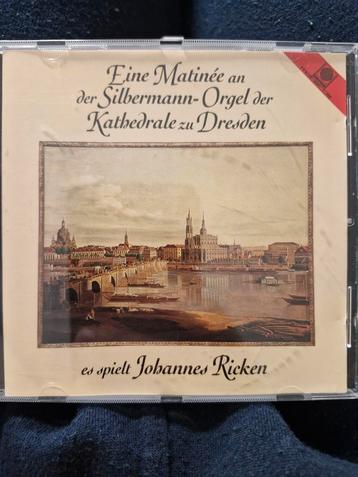 Eine Matinée an
der Silbermann-Orgel der
Kathedrale zu Dresden
es spielt Johannes Ricken